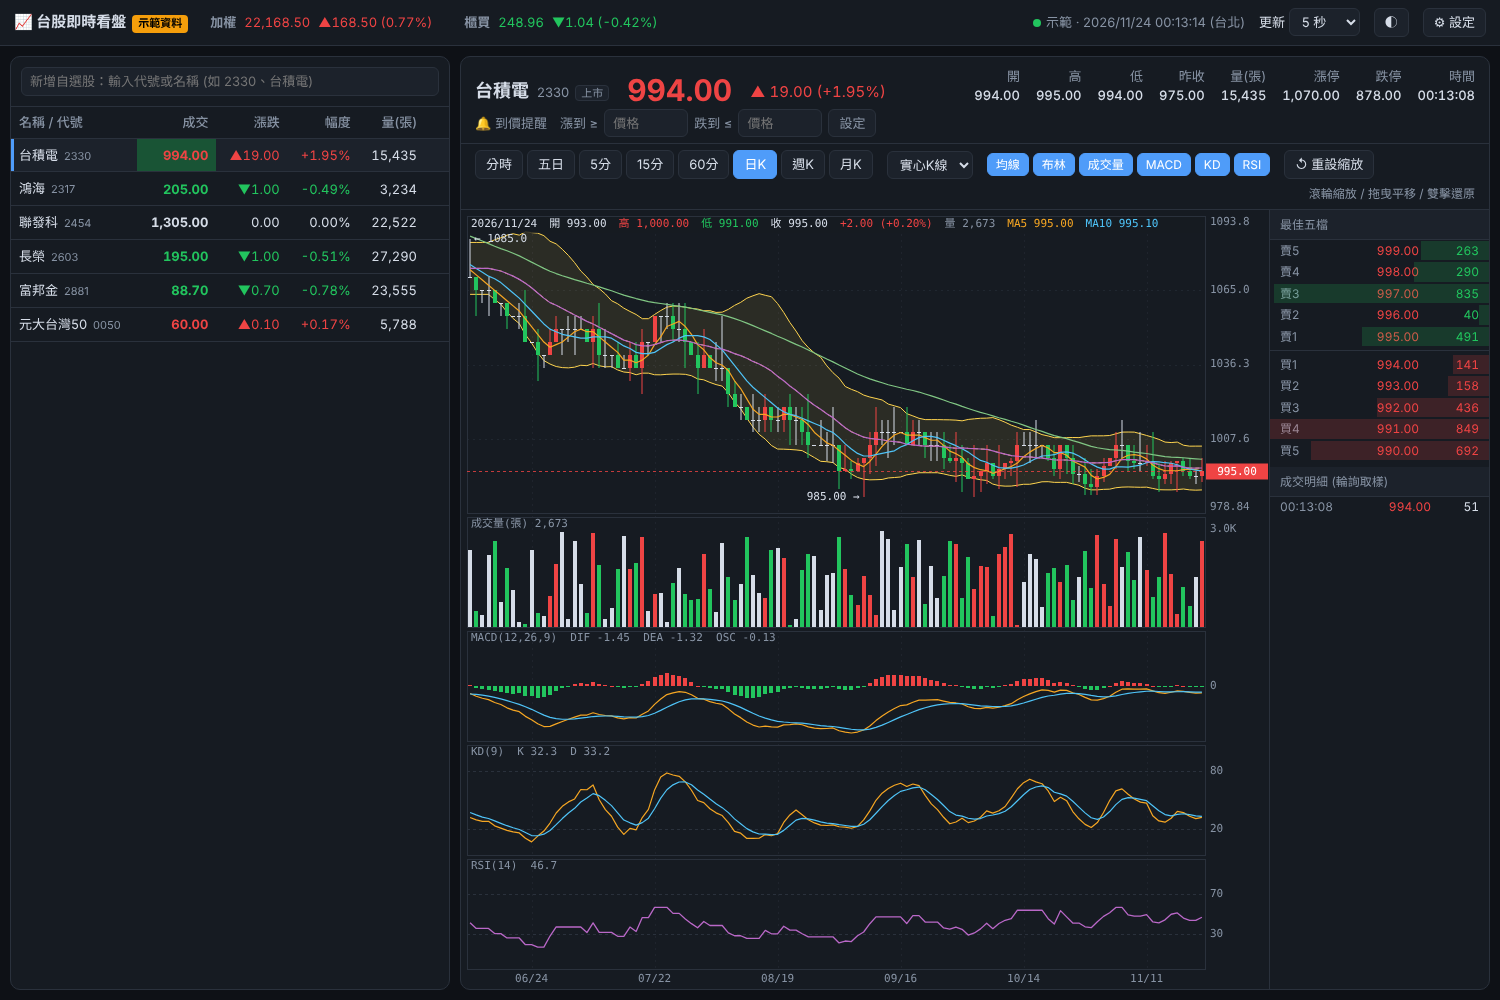 📈 台股即時看盤 示範資料 加權 22,168.50 ▲168.50 (0.77%) 櫃買 248.96 ▼1.04 (-0.42%) 示範 · 2026/11/24 00:13:14 (台北) 更新 5 秒 ⚙ 設定
新增自選股：輸入代號或名稱 (如 2330、台積電)
名稱 / 代號 成交 漲跌 幅度 量(張)
台積電 2330 994.00 ▲19.00 +1.95% 15,435
鴻海 2317 205.00 ▼1.00 -0.49% 3,234
聯發科 2454 1,305.00 0.00 0.00% 22,522
長榮 2603 195.00 ▼1.00 -0.51% 27,290
富邦金 2881 88.70 ▼0.70 -0.78% 23,555
元大台灣50 0050 60.00 ▲0.10 +0.17% 5,788
台積電 2330 上市 994.00 ▲ 19.00 (+1.95%)
開 高 低 昨收 量(張) 漲停 跌停 時間
994.00 995.00 994.00 975.00 15,435 1,070.00 878.00 00:13:08
🔔 到價提醒 漲到 ≥ 價格 跌到 ≤ 價格 設定
分時 五日 5分 15分 60分 日K 週K 月K 實心K線 均線 布林 成交量 MACD KD RSI 重設縮放
滾輪縮放 / 拖曳平移 / 雙擊還原
2026/11/24 開 993.00 高 1,000.00 低 991.00 收 995.00 +2.00 (+0.20%) 量 2,673 MA5 995.00 MA10 995.10
← 1085.0
1093.8
1065.0
1036.3
1007.6
995.00
985.00 →
978.84
成交量(張) 2,673
3.0K
MACD(12,26,9) DIF -1.45 DEA -1.32 OSC -0.13
0
KD(9) K 32.3 D 33.2
80
20
RSI(14) 46.7
70
30
06/24 07/22 08/19 09/16 10/14 11/11
最佳五檔
賣5 999.00 263
賣4 998.00 290
賣3 997.00 835
賣2 996.00 40
賣1 995.00 491
買1 994.00 141
買2 993.00 158
買3 992.00 436
買4 991.00 849
買5 990.00 692
成交明細 (輪詢取樣)
00:13:08 994.00 51